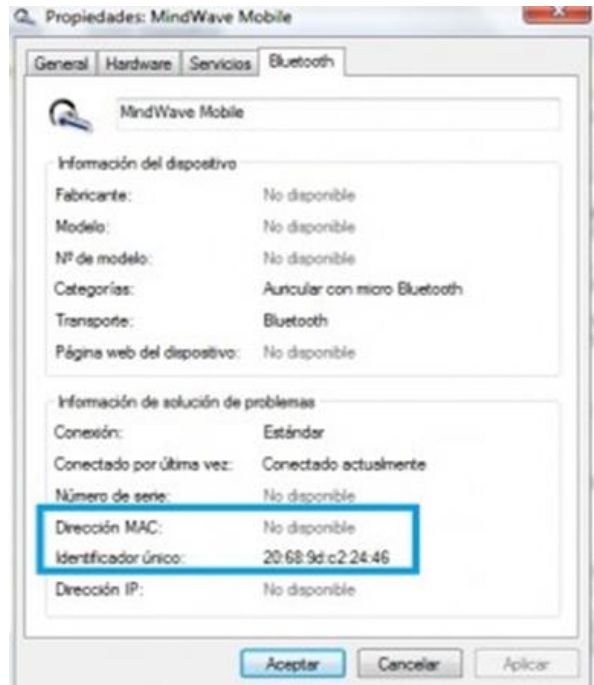 Propiedades: MindWave Mobile
General Hardware Servicios Bluetooth
MindWave Mobile
Información del dispositivo
Fabricante: No disponible
Modelo: No disponible
Nº de modelo: No disponible
Categorías: Auricular con micro Bluetooth
Transporte: Bluetooth
Página web del dispositivo: No disponible
Información de solución de problemas
Conexión: Estándar
Conectado por última vez: Conectado actualmente
Número de serie: No disponible
Dirección MAC: No disponible
Identificador único: 20:68:9d:c2:24:46
Dirección IP: No disponible
Aceptar Cancelar Aplicar